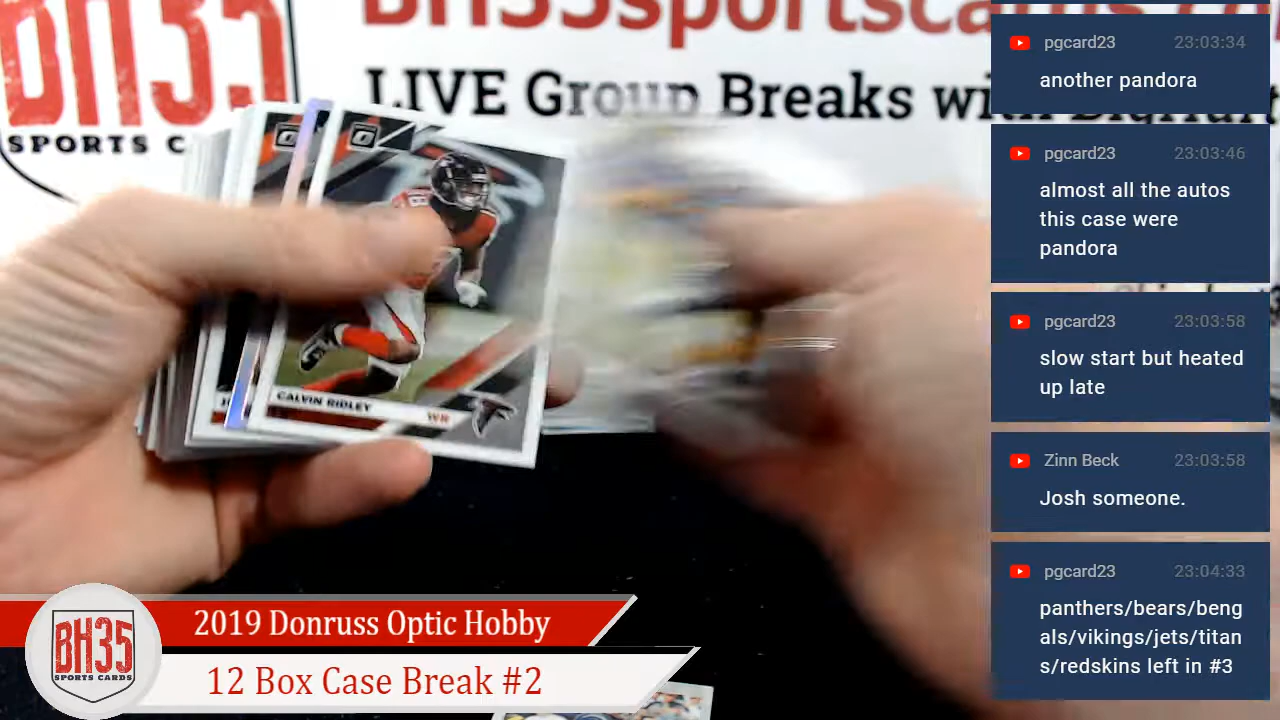 BH35sportscards.co
LIVE Group Breaks wi
BH35
SPORTS C
CALVIN RIDLEY
WR
2019 Donruss Optic Hobby
12 Box Case Break #2
BH35
SPORTS CARDS
pgcard23 23:03:34
another pandora
pgcard23 23:03:46
almost all the autos
this case were
pandora
pgcard23 23:03:58
slow start but heated
up late
Zinn Beck 23:03:58
Josh someone.
pgcard23 23:04:33
panthers/bears/beng
als/vikings/jets/titan
s/redskins left in #3